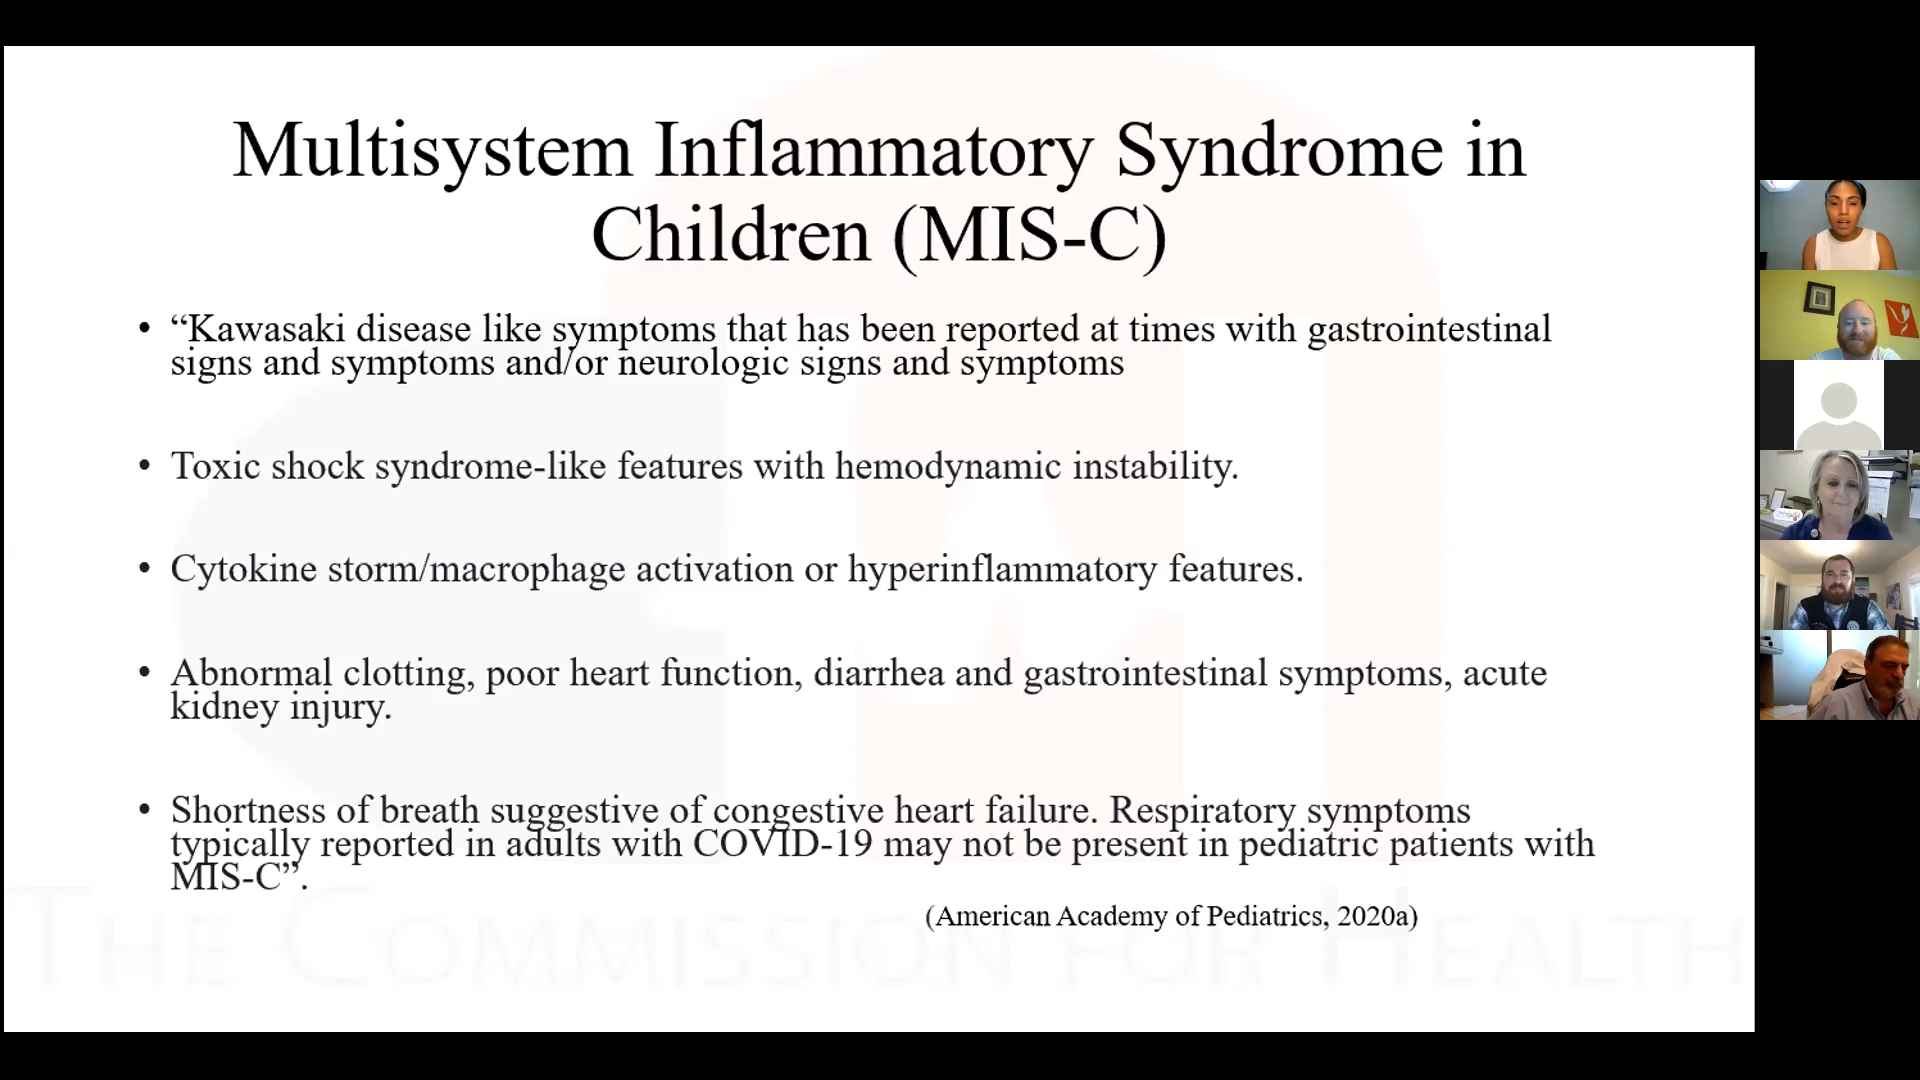 Multisystem Inflammatory Syndrome in
Children (MIS-C)
• “Kawasaki disease like symptoms that has been reported at times with gastrointestinal
signs and symptoms and/or neurologic signs and symptoms
• Toxic shock syndrome-like features with hemodynamic instability.
• Cytokine storm/macrophage activation or hyperinflammatory features.
• Abnormal clotting, poor heart function, diarrhea and gastrointestinal symptoms, acute
kidney injury.
• Shortness of breath suggestive of congestive heart failure. Respiratory symptoms
typically reported in adults with COVID-19 may not be present in pediatric patients with
MIS-C”.
(American Academy of Pediatrics, 2020a)
THE COMMISSION FOR HEALTH